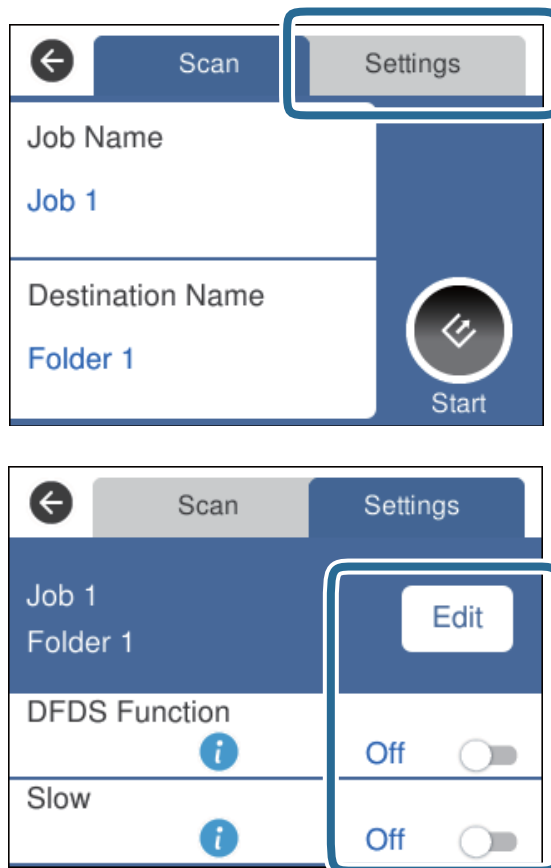 Scan Settings
Job Name
Job 1
Destination Name
Folder 1
Start
Scan Settings
Job 1
Edit
Folder 1
DFDS Function
i Off
Slow
i Off